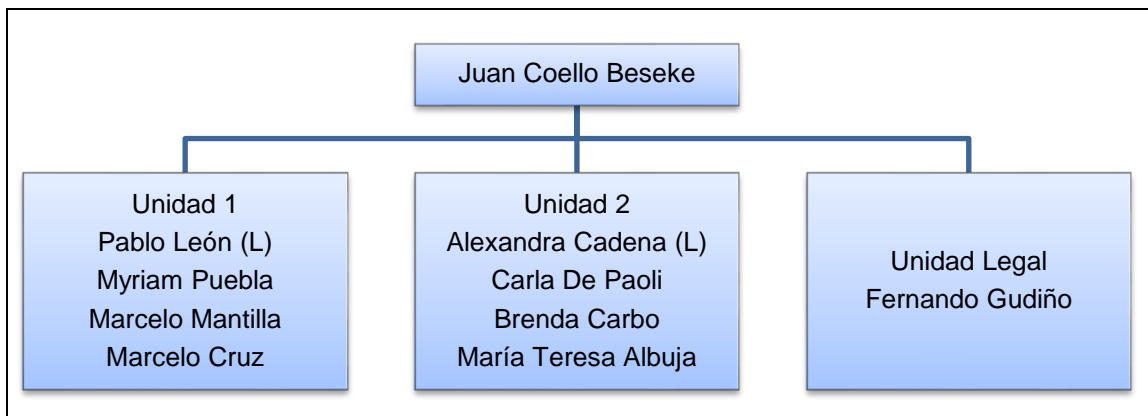 Juan Coello Beseke
Unidad 1
Pablo León (L)
Myriam Puebla
Marcelo Mantilla
Marcelo Cruz
Unidad 2
Alexandra Cadena (L)
Carla De Paoli
Brenda Carbo
María Teresa Albuja
Unidad Legal
Fernando Gudiño